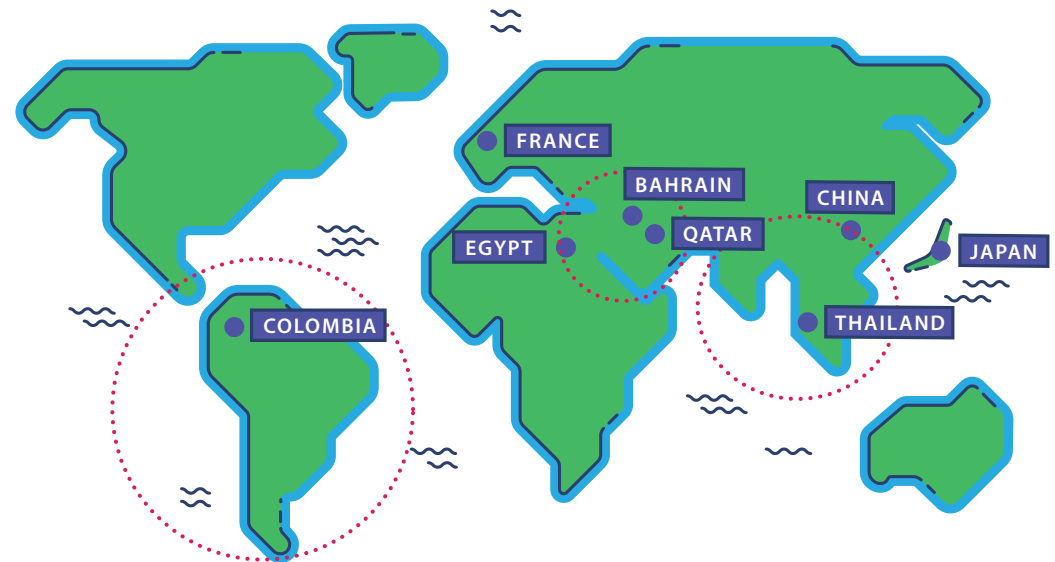 FRANCE
BAHRAIN
CHINA
QATAR
EGYPT
JAPAN
COLOMBIA
THAILAND